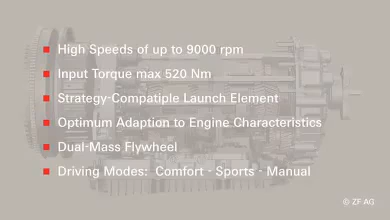 High Speeds of up to 9000 rpm
Input Torque max 520 Nm
Strategy-Compatiple Launch Element
Optimum Adaption to Engine Characteristics
Dual-Mass Flywheel
Driving Modes: Comfort - Sports - Manual
© ZF AG